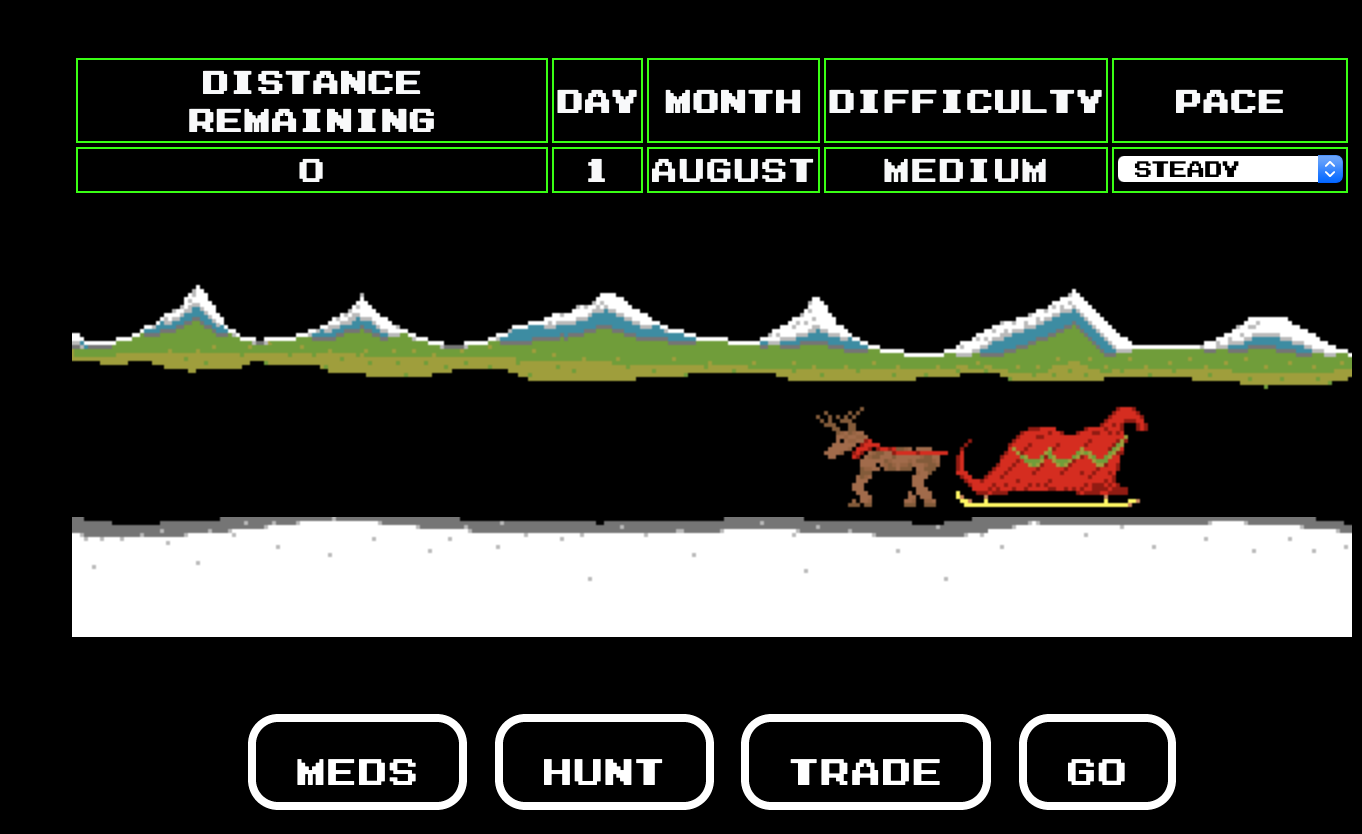 DISTANCE
REMAINING
DAY
MONTH
DIFFICULTY
PACE
0
1
AUGUST
MEDIUM
STEADY
MEDS
HUNT
TRADE
GO